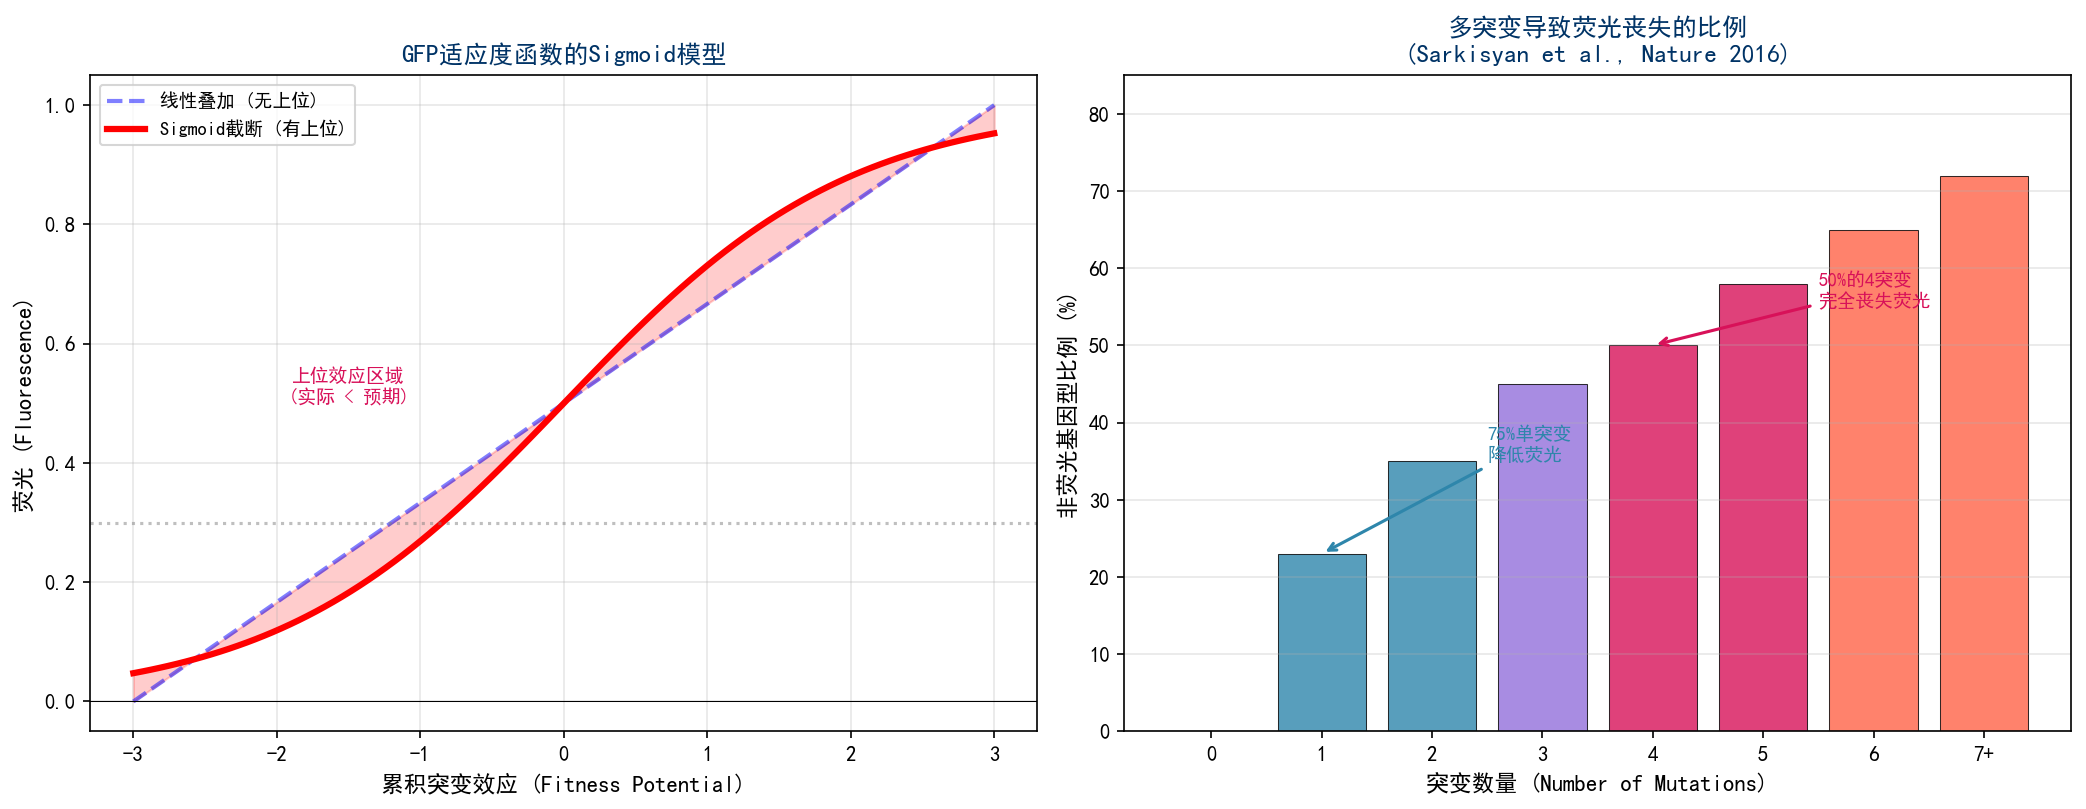 GFP适应度函数的Sigmoid模型
线性叠加 (无上位)
Sigmoid截断 (有上位)
荧光 (Fluorescence)
1.0
0.8
0.6
0.4
0.2
0.0
上位效应区域
(实际 < 预期)
−3
−2
−1
0
1
2
3
累积突变效应 (Fitness Potential)
多突变导致荧光丧失的比例
(Sarkisyan et al., Nature 2016)
非荧光基因型比例 (%)
80
70
60
50
40
30
20
10
0
50%的4突变
完全丧失荧光
75%单突变
降低荧光
0
1
2
3
4
5
6
7+
突变数量 (Number of Mutations)